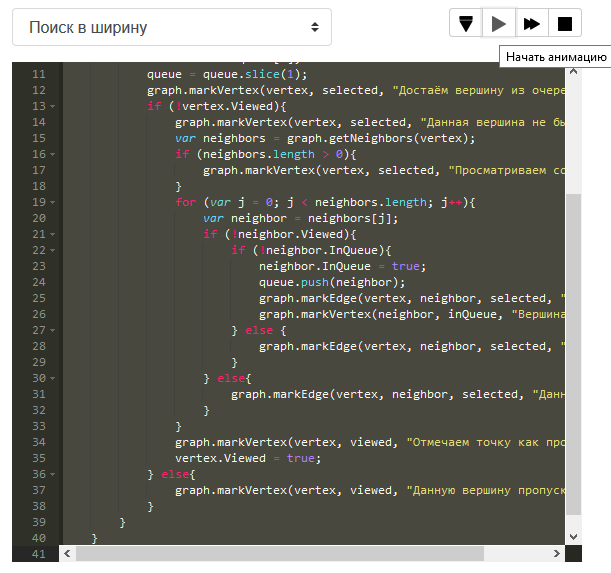 Поиск в ширину
Начать анимацию
11 queue = queue.slice(1);
12 graph.markVertex(vertex, selected, "Достаём вершину из очере
13 if (!vertex.Viewed){
14 graph.markVertex(vertex, selected, "Данная вершина не бы
15 var neighbors = graph.getNeighbors(vertex);
16 if (neighbors.length > 0){
17 graph.markVertex(vertex, selected, "Просматриваем со
18 }
19 for (var j = 0; j < neighbors.length; j++){
20 var neighbor = neighbors[j];
21 if (!neighbor.Viewed){
22 if (!neighbor.InQueue){
23 neighbor.InQueue = true;
24 queue.push(neighbor);
25 graph.markEdge(vertex, neighbor, selected, "
26 graph.markVertex(neighbor, inQueue, "Вершина
27 } else {
28 graph.markEdge(vertex, neighbor, selected, "
29 }
30 } else{
31 graph.markEdge(vertex, neighbor, selected, "Данн
32 }
33 }
34 graph.markVertex(vertex, viewed, "Отмечаем точку как про
35 vertex.Viewed = true;
36 } else{
37 graph.markVertex(vertex, viewed, "Данную вершину пропуск
38 }
39 }
40 }
41